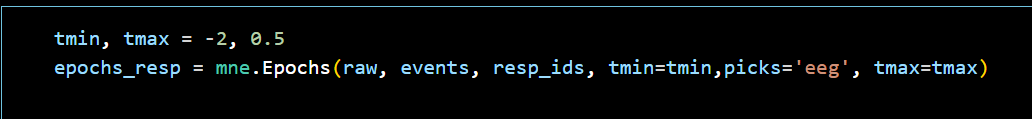 tmin, tmax = -2, 0.5
epochs_resp = mne.Epochs(raw, events, resp_ids, tmin=tmin,picks='eeg', tmax=tmax)